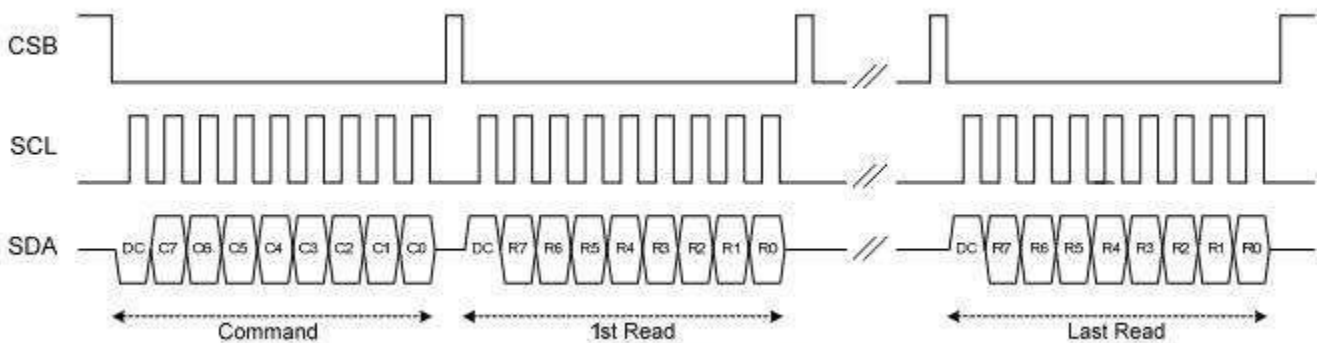 CSB
SCL
SDA DC C7 C6 C5 C4 C3 C2 C1 C0 DC R7 R6 R5 R4 R3 R2 R1 R0 DC R7 R6 R5 R4 R3 R2 R1 R0
Command 1st Read Last Read